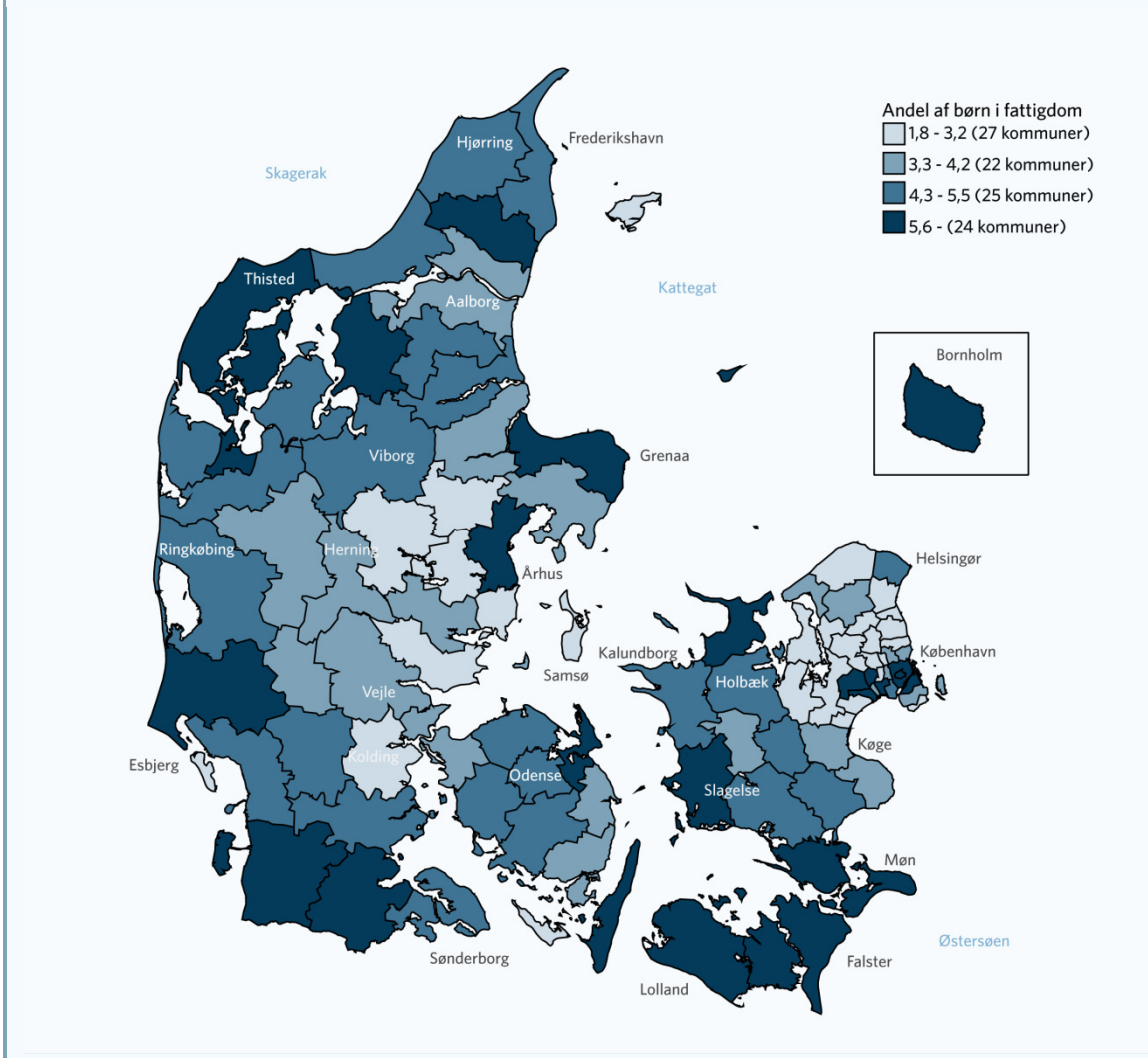 Andel af børn i fattigdom
1,8 - 3,2 (27 kommuner)
3,3 - 4,2 (22 kommuner)
4,3 - 5,5 (25 kommuner)
5,6 - (24 kommuner)
Hjørring
Frederikshavn
Skagerak
Thisted
Kattegat
Aalborg
Bornholm
Viborg
Grenaa
Ringkøbing
Herning
Helsingør
Århus
København
Kalundborg
Samsø
Holbæk
Vejle
Køge
Kolding
Esbjerg
Odense
Slagelse
Møn
Østersøen
Sønderborg
Falster
Lolland